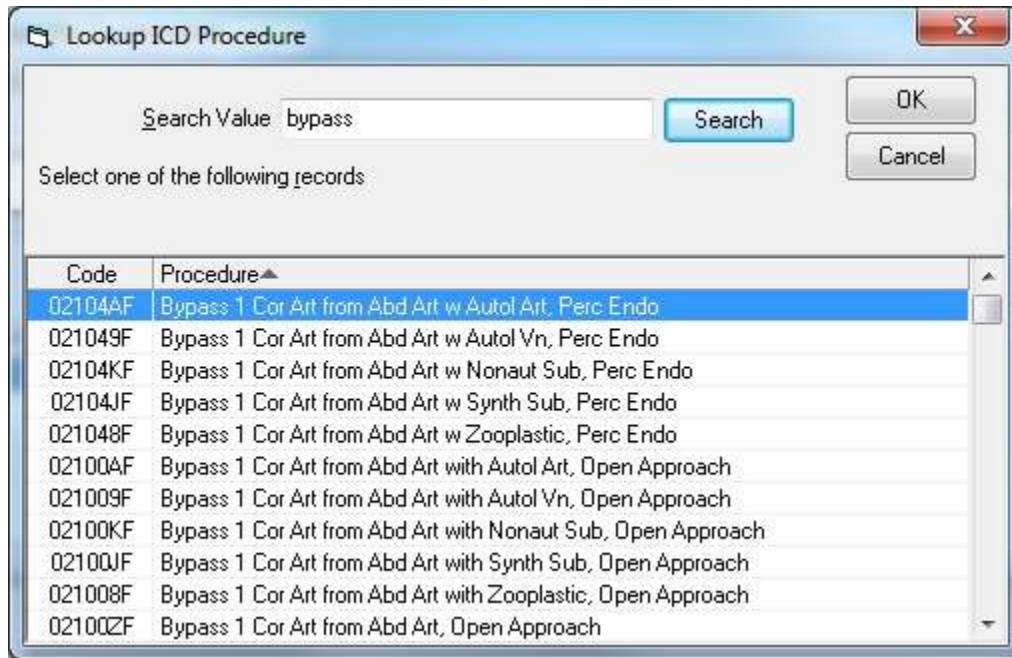 Lookup ICD Procedure
Search Value bypass Search OK
Cancel
Select one of the following records
Code Procedure
02104AF Bypass 1 Cor Art from Abd Art w Autol Art, Perc Endo
021049F Bypass 1 Cor Art from Abd Art w Autol Vn, Perc Endo
02104KF Bypass 1 Cor Art from Abd Art w Nonaut Sub, Perc Endo
02104JF Bypass 1 Cor Art from Abd Art w Synth Sub, Perc Endo
021048F Bypass 1 Cor Art from Abd Art w Zooplastic, Perc Endo
02100AF Bypass 1 Cor Art from Abd Art with Autol Art, Open Approach
021009F Bypass 1 Cor Art from Abd Art with Autol Vn, Open Approach
02100KF Bypass 1 Cor Art from Abd Art with Nonaut Sub, Open Approach
02100JF Bypass 1 Cor Art from Abd Art with Synth Sub, Open Approach
021008F Bypass 1 Cor Art from Abd Art with Zooplastic, Open Approach
02100ZF Bypass 1 Cor Art from Abd Art, Open Approach